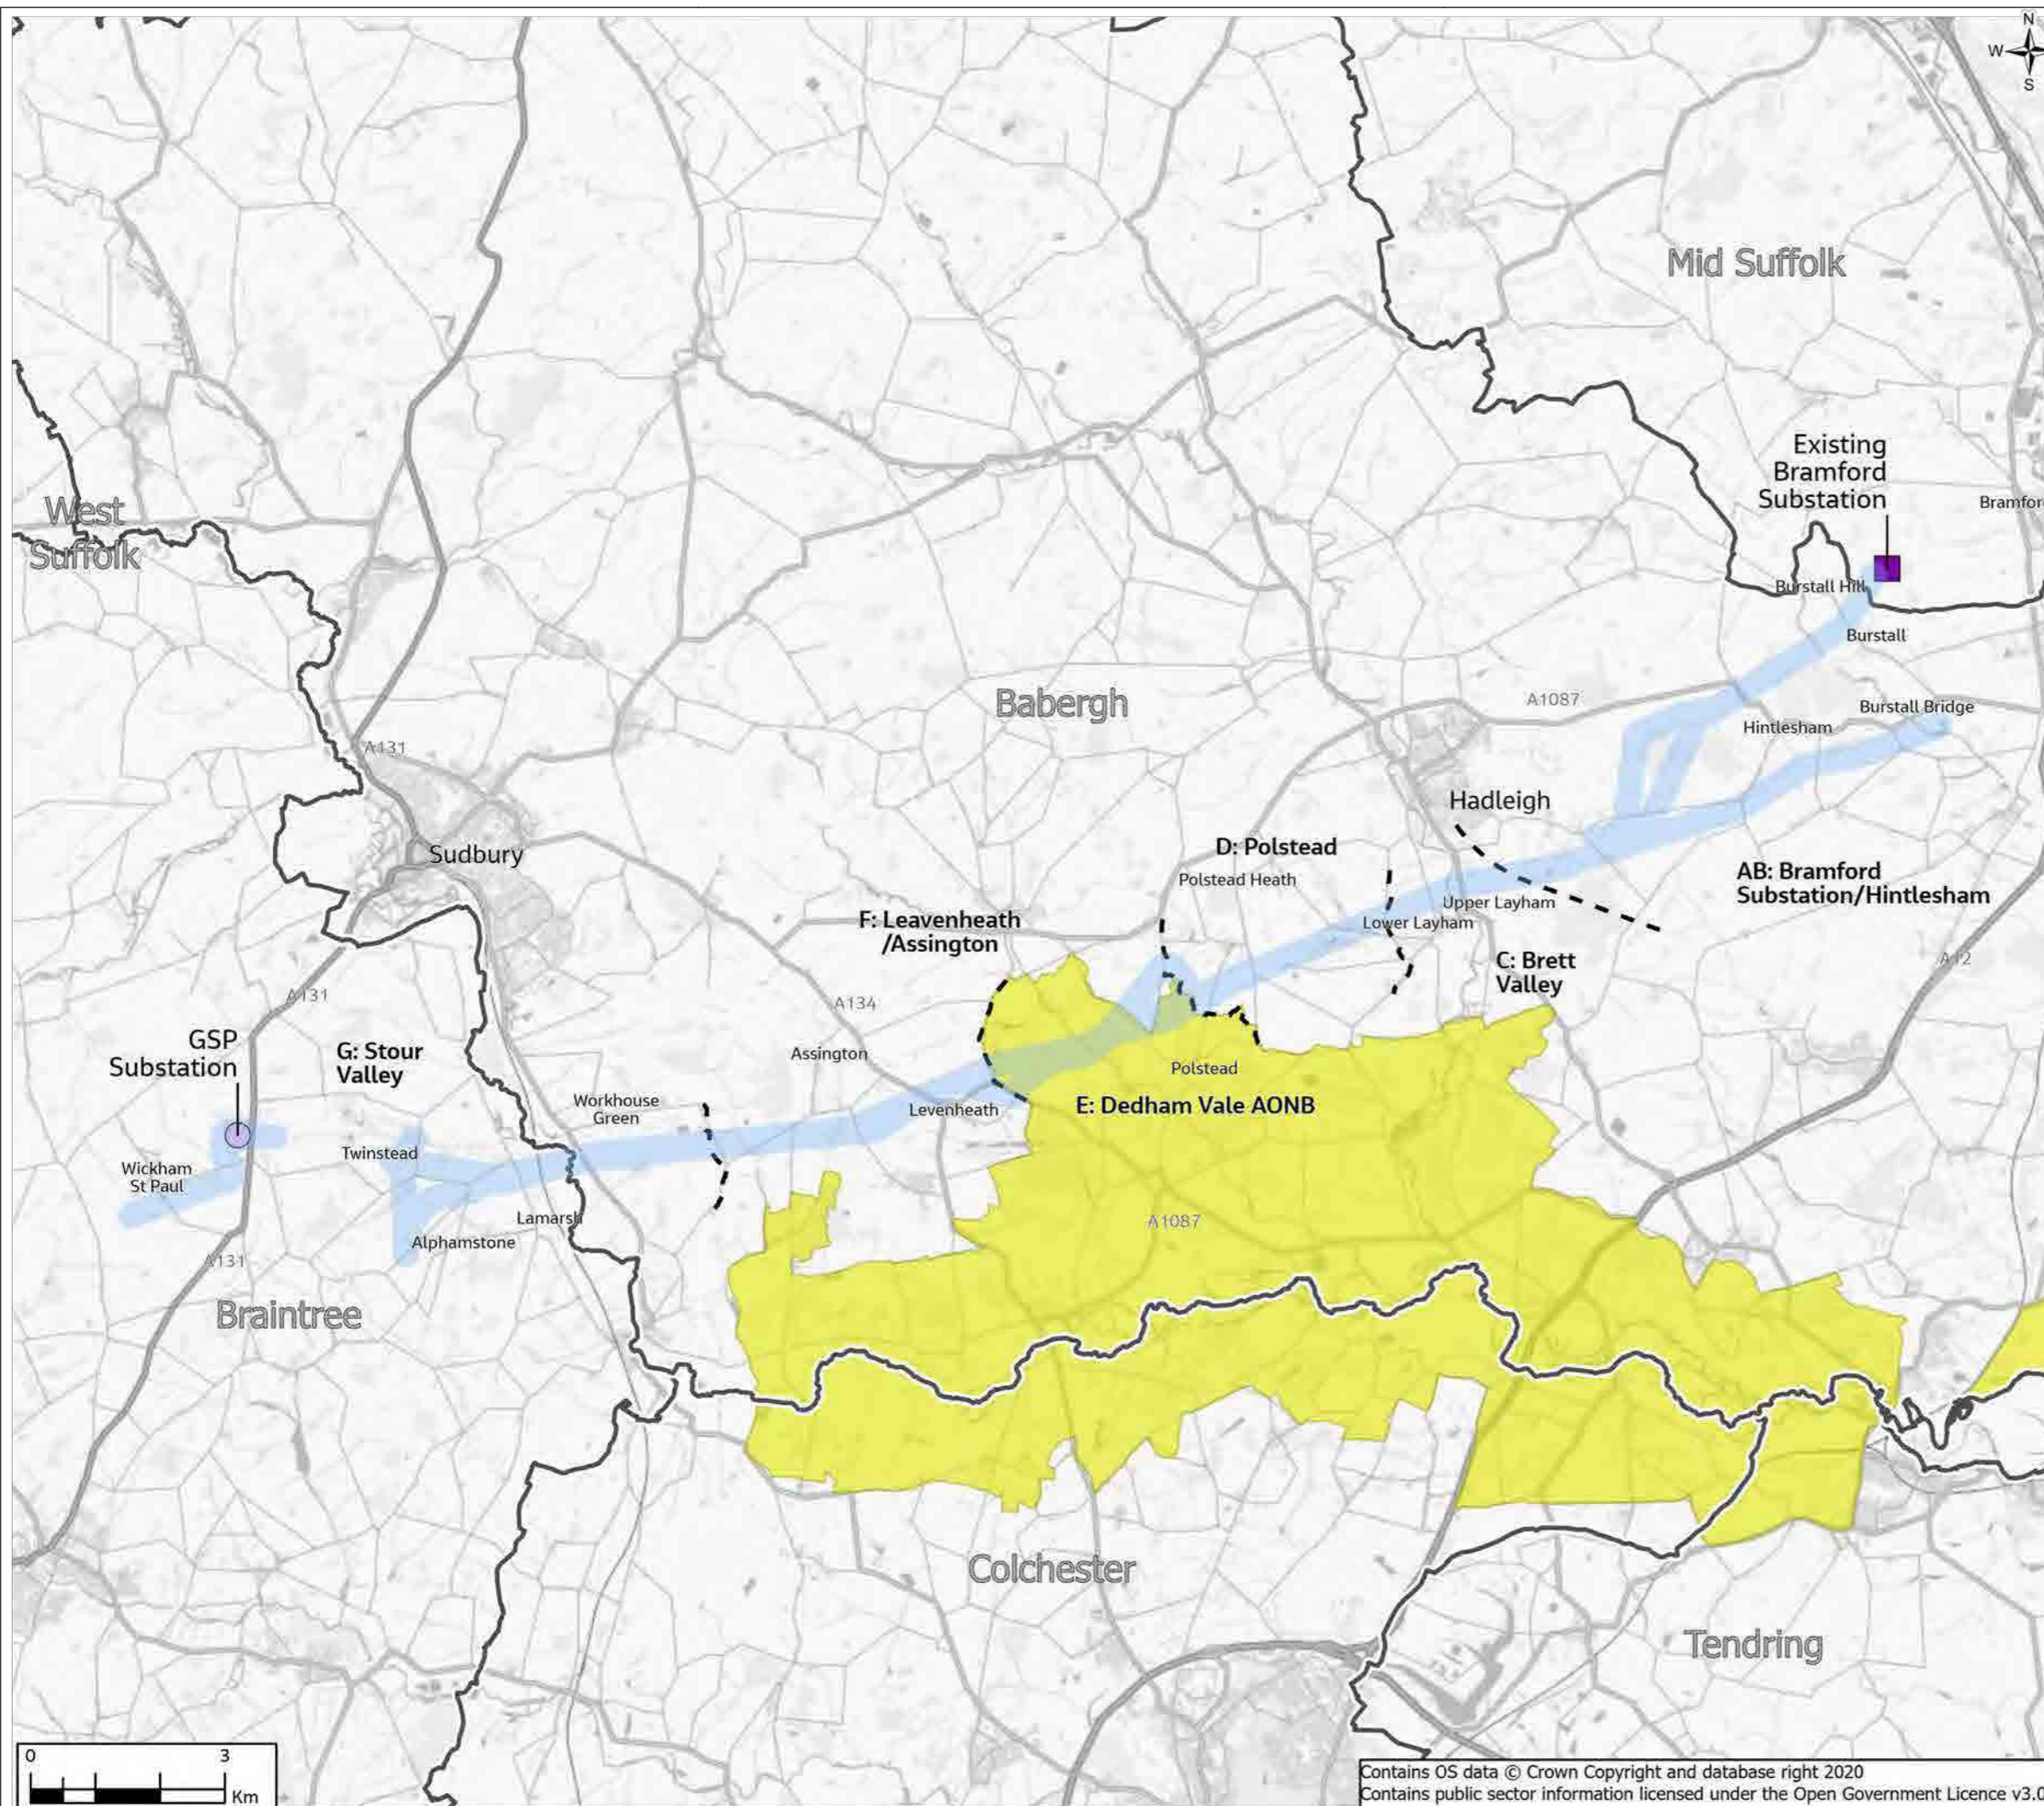 N
W
S
Mid Suffolk
Existing
Bramford
Substation
West
Suffolk
Burstall Hill
Burstall
Babergh
A1087
Burstall Bridge
Hintlesham
A131
Hadleigh
Sudbury
D: Polstead
Polstead Heath
AB: Bramford
Substation/Hintlesham
Upper Layham
Lower Layham
F: Leavenheath
/Assington
C: Brett
Valley
A12
A131
A134
GSP
Substation
G: Stour
Valley
Assington
Polstead
Workhouse
Green
Levenheath
E: Dedham Vale AONB
Twinstead
Wickham
St Paul
Lamarsh
Alphamstone
A1087
A131
Braintree
Colchester
Tendring
0 3
Km
Contains OS data © Crown Copyright and database right 2020
Contains public sector information licensed under the Open Government Licence v3.0